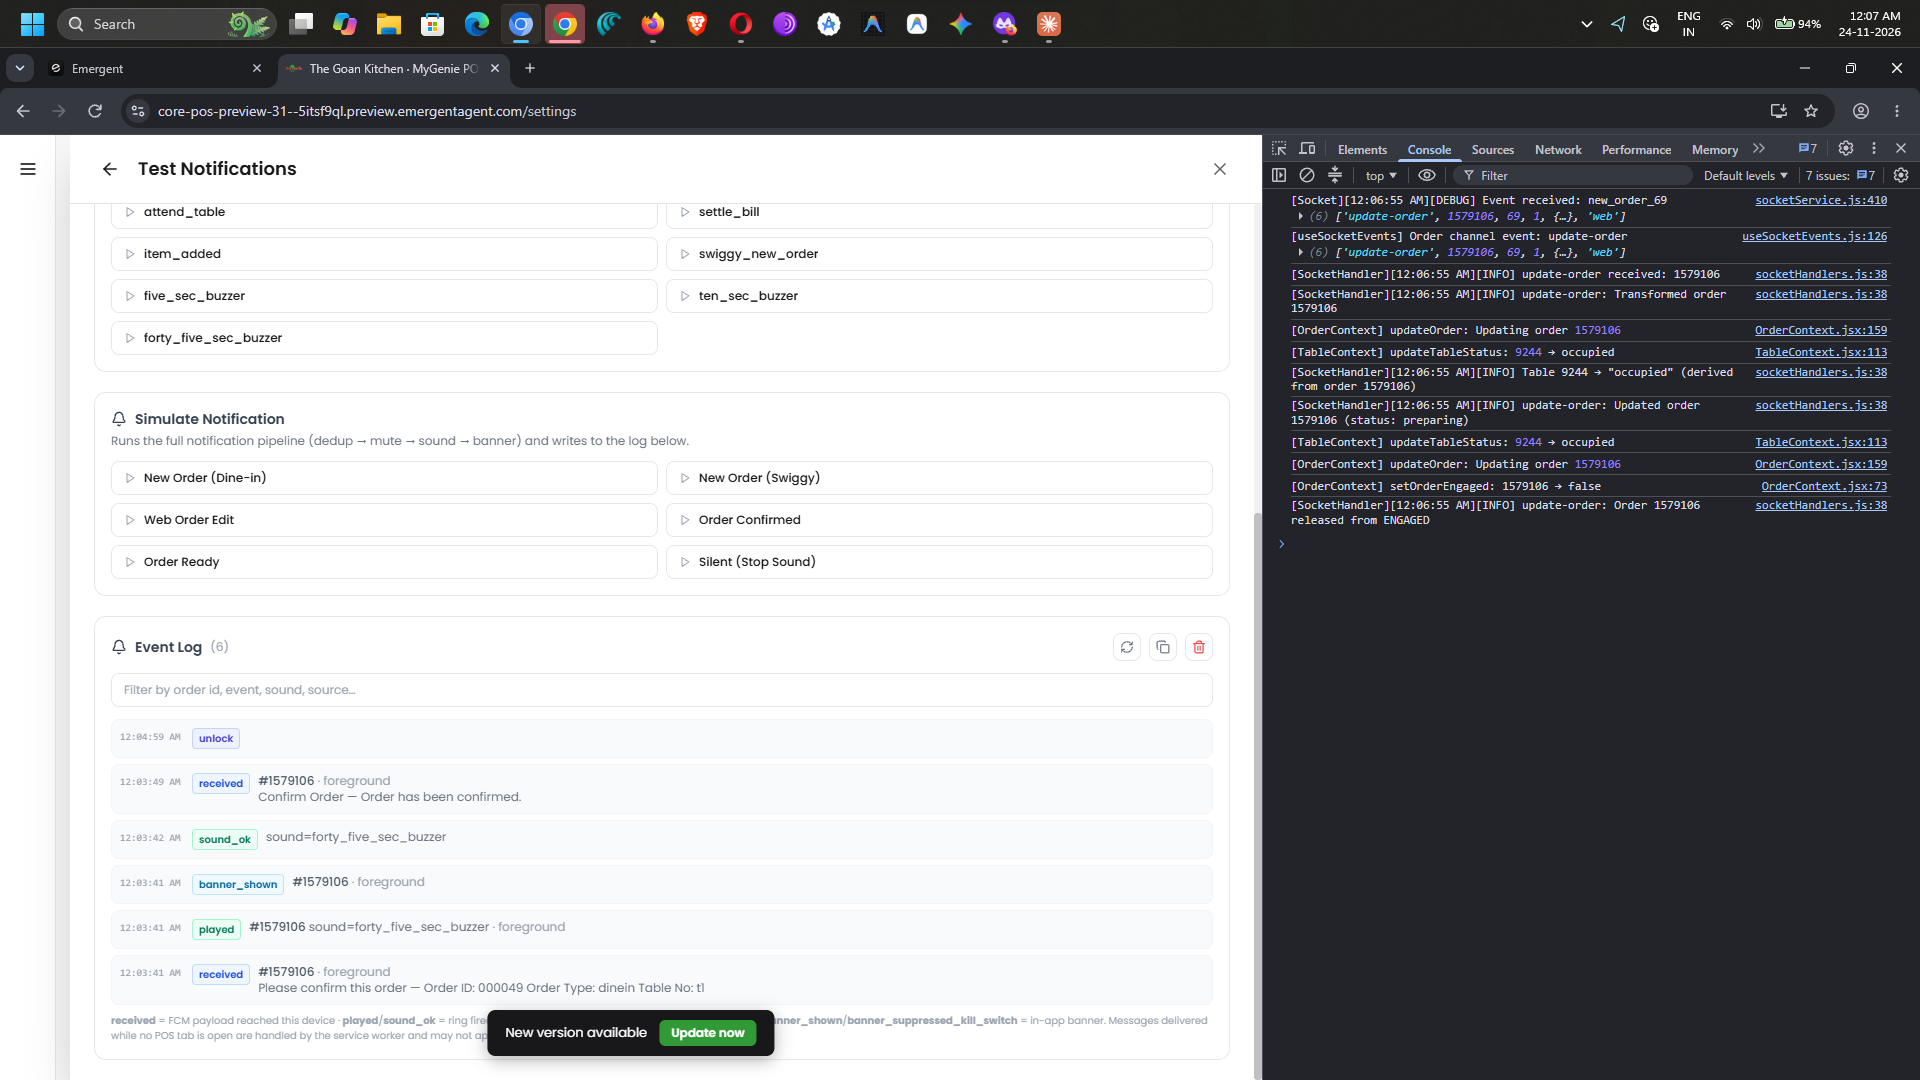 Search
ENG
IN
94%
12:07 AM
24-11-2026
Emergent
The Goan Kitchen · MyGenie PO
core-pos-preview-31--5itsf9ql.preview.emergentagent.com/settings
Test Notifications
attend_table
settle_bill
item_added
swiggy_new_order
five_sec_buzzer
ten_sec_buzzer
forty_five_sec_buzzer
Simulate Notification
Runs the full notification pipeline (dedup → mute → sound → banner) and writes to the log below.
New Order (Dine-in)
New Order (Swiggy)
Web Order Edit
Order Confirmed
Order Ready
Silent (Stop Sound)
Event Log (6)
Filter by order id, event, sound, source...
12:04:59 AM unlock
12:03:49 AM received #1579106 · foreground
Confirm Order — Order has been confirmed.
12:03:42 AM sound_ok sound=forty_five_sec_buzzer
12:03:41 AM banner_shown #1579106 · foreground
12:03:41 AM played #1579106 sound=forty_five_sec_buzzer · foreground
12:03:41 AM received #1579106 · foreground
Please confirm this order — Order ID: 000049 Order Type: dinein Table No: t1
received = FCM payload reached this device · played/sound_ok = ring
nner_shown/banner_suppressed_kill_switch = in-app banner. Messages delivered
while no POS tab is open are handled by the service worker and may not
New version available
Update now
Elements Console Sources Network Performance Memory 7
top Filter Default levels 7 issues: 7
[Socket][12:06:55 AM][DEBUG] Event received: new_order_69 socketService.js:410
(6) ['update-order', 1579106, 69, 1, {…}, 'web']
[useSocketEvents] Order channel event: update-order useSocketEvents.js:126
(6) ['update-order', 1579106, 69, 1, {…}, 'web']
[SocketHandler][12:06:55 AM][INFO] update-order received: 1579106 socketHandlers.js:38
[SocketHandler][12:06:55 AM][INFO] update-order: Transformed order socketHandlers.js:38
1579106
[OrderContext] updateOrder: Updating order 1579106 OrderContext.jsx:159
[TableContext] updateTableStatus: 9244 → occupied TableContext.jsx:113
[SocketHandler][12:06:55 AM][INFO] Table 9244 → "occupied" (derived socketHandlers.js:38
from order 1579106)
[SocketHandler][12:06:55 AM][INFO] update-order: Updated order socketHandlers.js:38
1579106 (status: preparing)
[TableContext] updateTableStatus: 9244 → occupied TableContext.jsx:113
[OrderContext] updateOrder: Updating order 1579106 OrderContext.jsx:159
[OrderContext] setOrderEngaged: 1579106 → false OrderContext.jsx:73
[SocketHandler][12:06:55 AM][INFO] update-order: Order 1579106 socketHandlers.js:38
released from ENGAGED